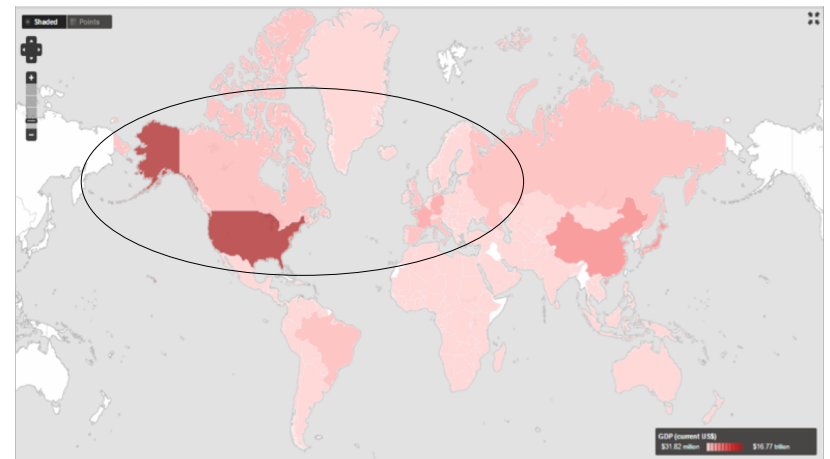 Shaded
Points
GDP (current US$)
$31.82 million
$16.77 trillion